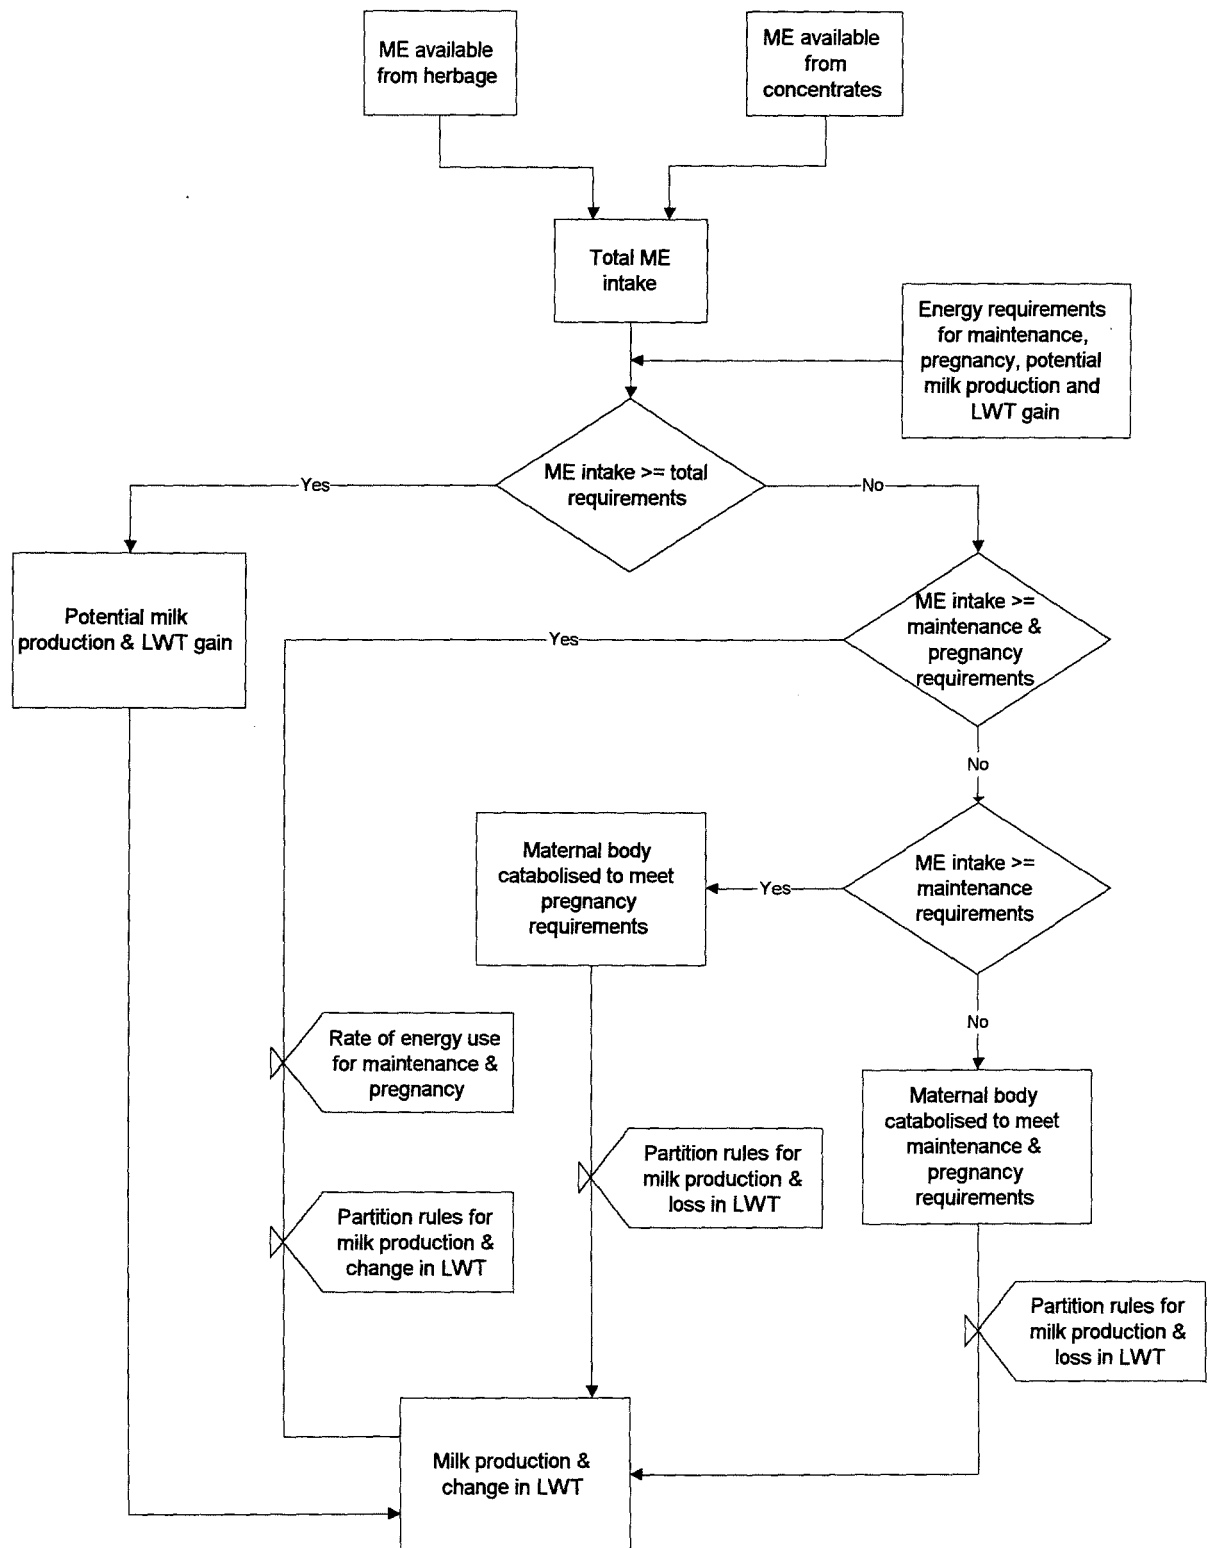 ME available
from herbage
ME available
from
concentrates
Total ME
intake
Energy requirements
for maintenance,
pregnancy, potential
milk production and
LWT gain
ME intake >= total
requirements
Yes
No
Potential milk
production & LWT gain
ME intake >=
maintenance &
pregnancy
requirements
Yes
No
Maternal body
catabolised to meet
pregnancy
requirements
Yes
ME intake >=
maintenance
requirements
No
Rate of energy use
for maintenance &
pregnancy
Maternal body
catabolised to meet
maintenance &
pregnancy
requirements
Partition rules for
milk production &
loss in LWT
Partition rules for
milk production &
change in LWT
Partition rules for
milk production &
loss in LWT
Milk production &
change in LWT